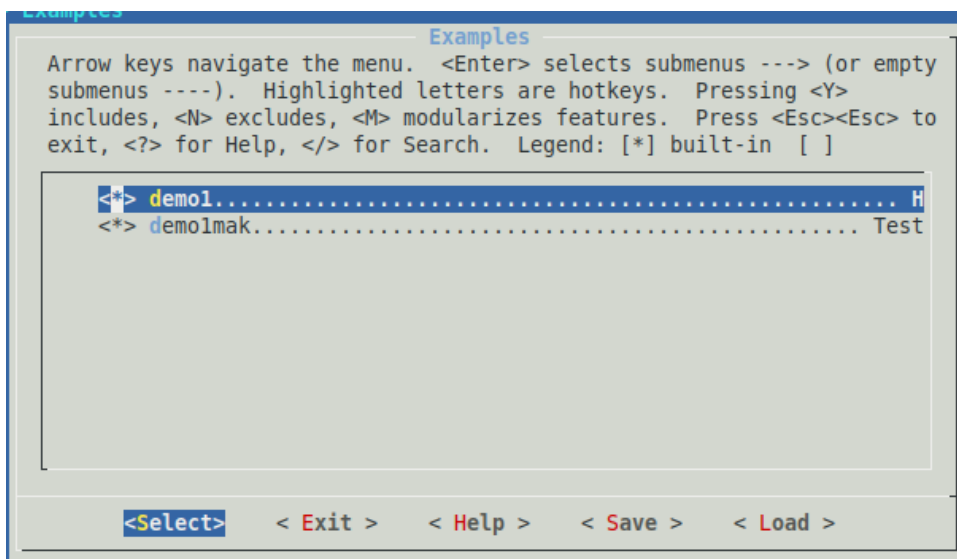 Examples
Examples
Arrow keys navigate the menu.  <Enter> selects submenus ---> (or empty
submenus ----).  Highlighted letters are hotkeys.  Pressing <Y>
includes, <N> excludes, <M> modularizes features.  Press <Esc><Esc> to
exit, <?> for Help, </> for Search.  Legend: [*] built-in  [ ]
<*> demo1...................................................... H
<*> demo1mak................................................ Test
<Select>    < Exit >    < Help >    < Save >    < Load >